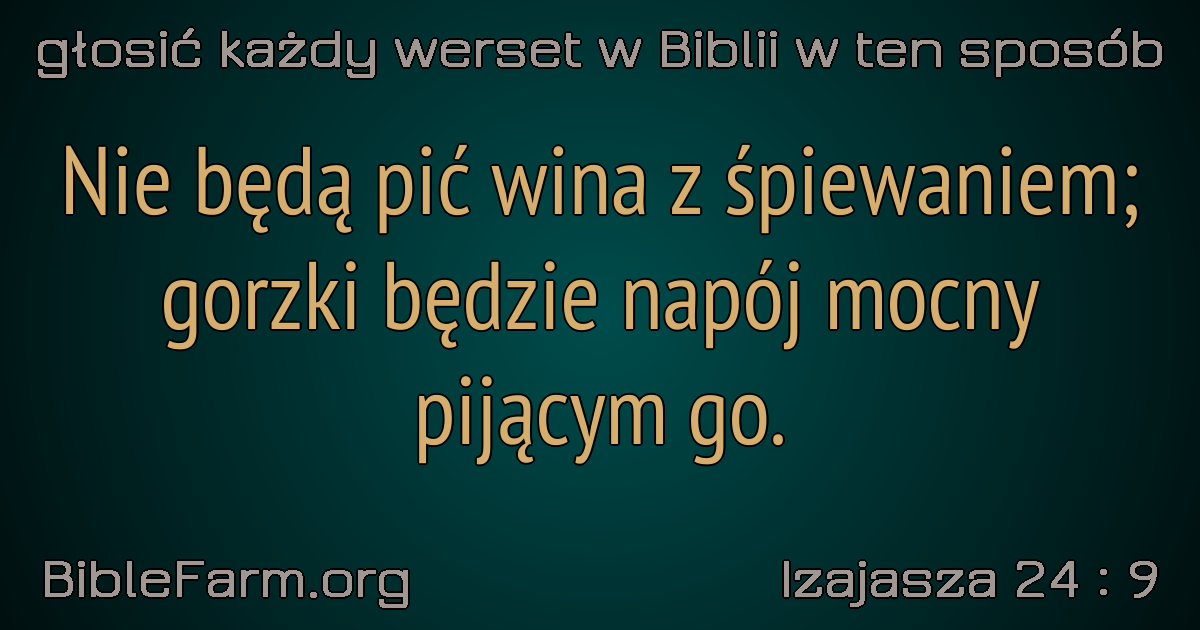 głosić każdy werset w Biblii w ten sposób
Nie będą pić wina z śpiewaniem;
gorzki będzie napój mocny
pijącym go.
BibleFarm.org
Izajasza 24 : 9